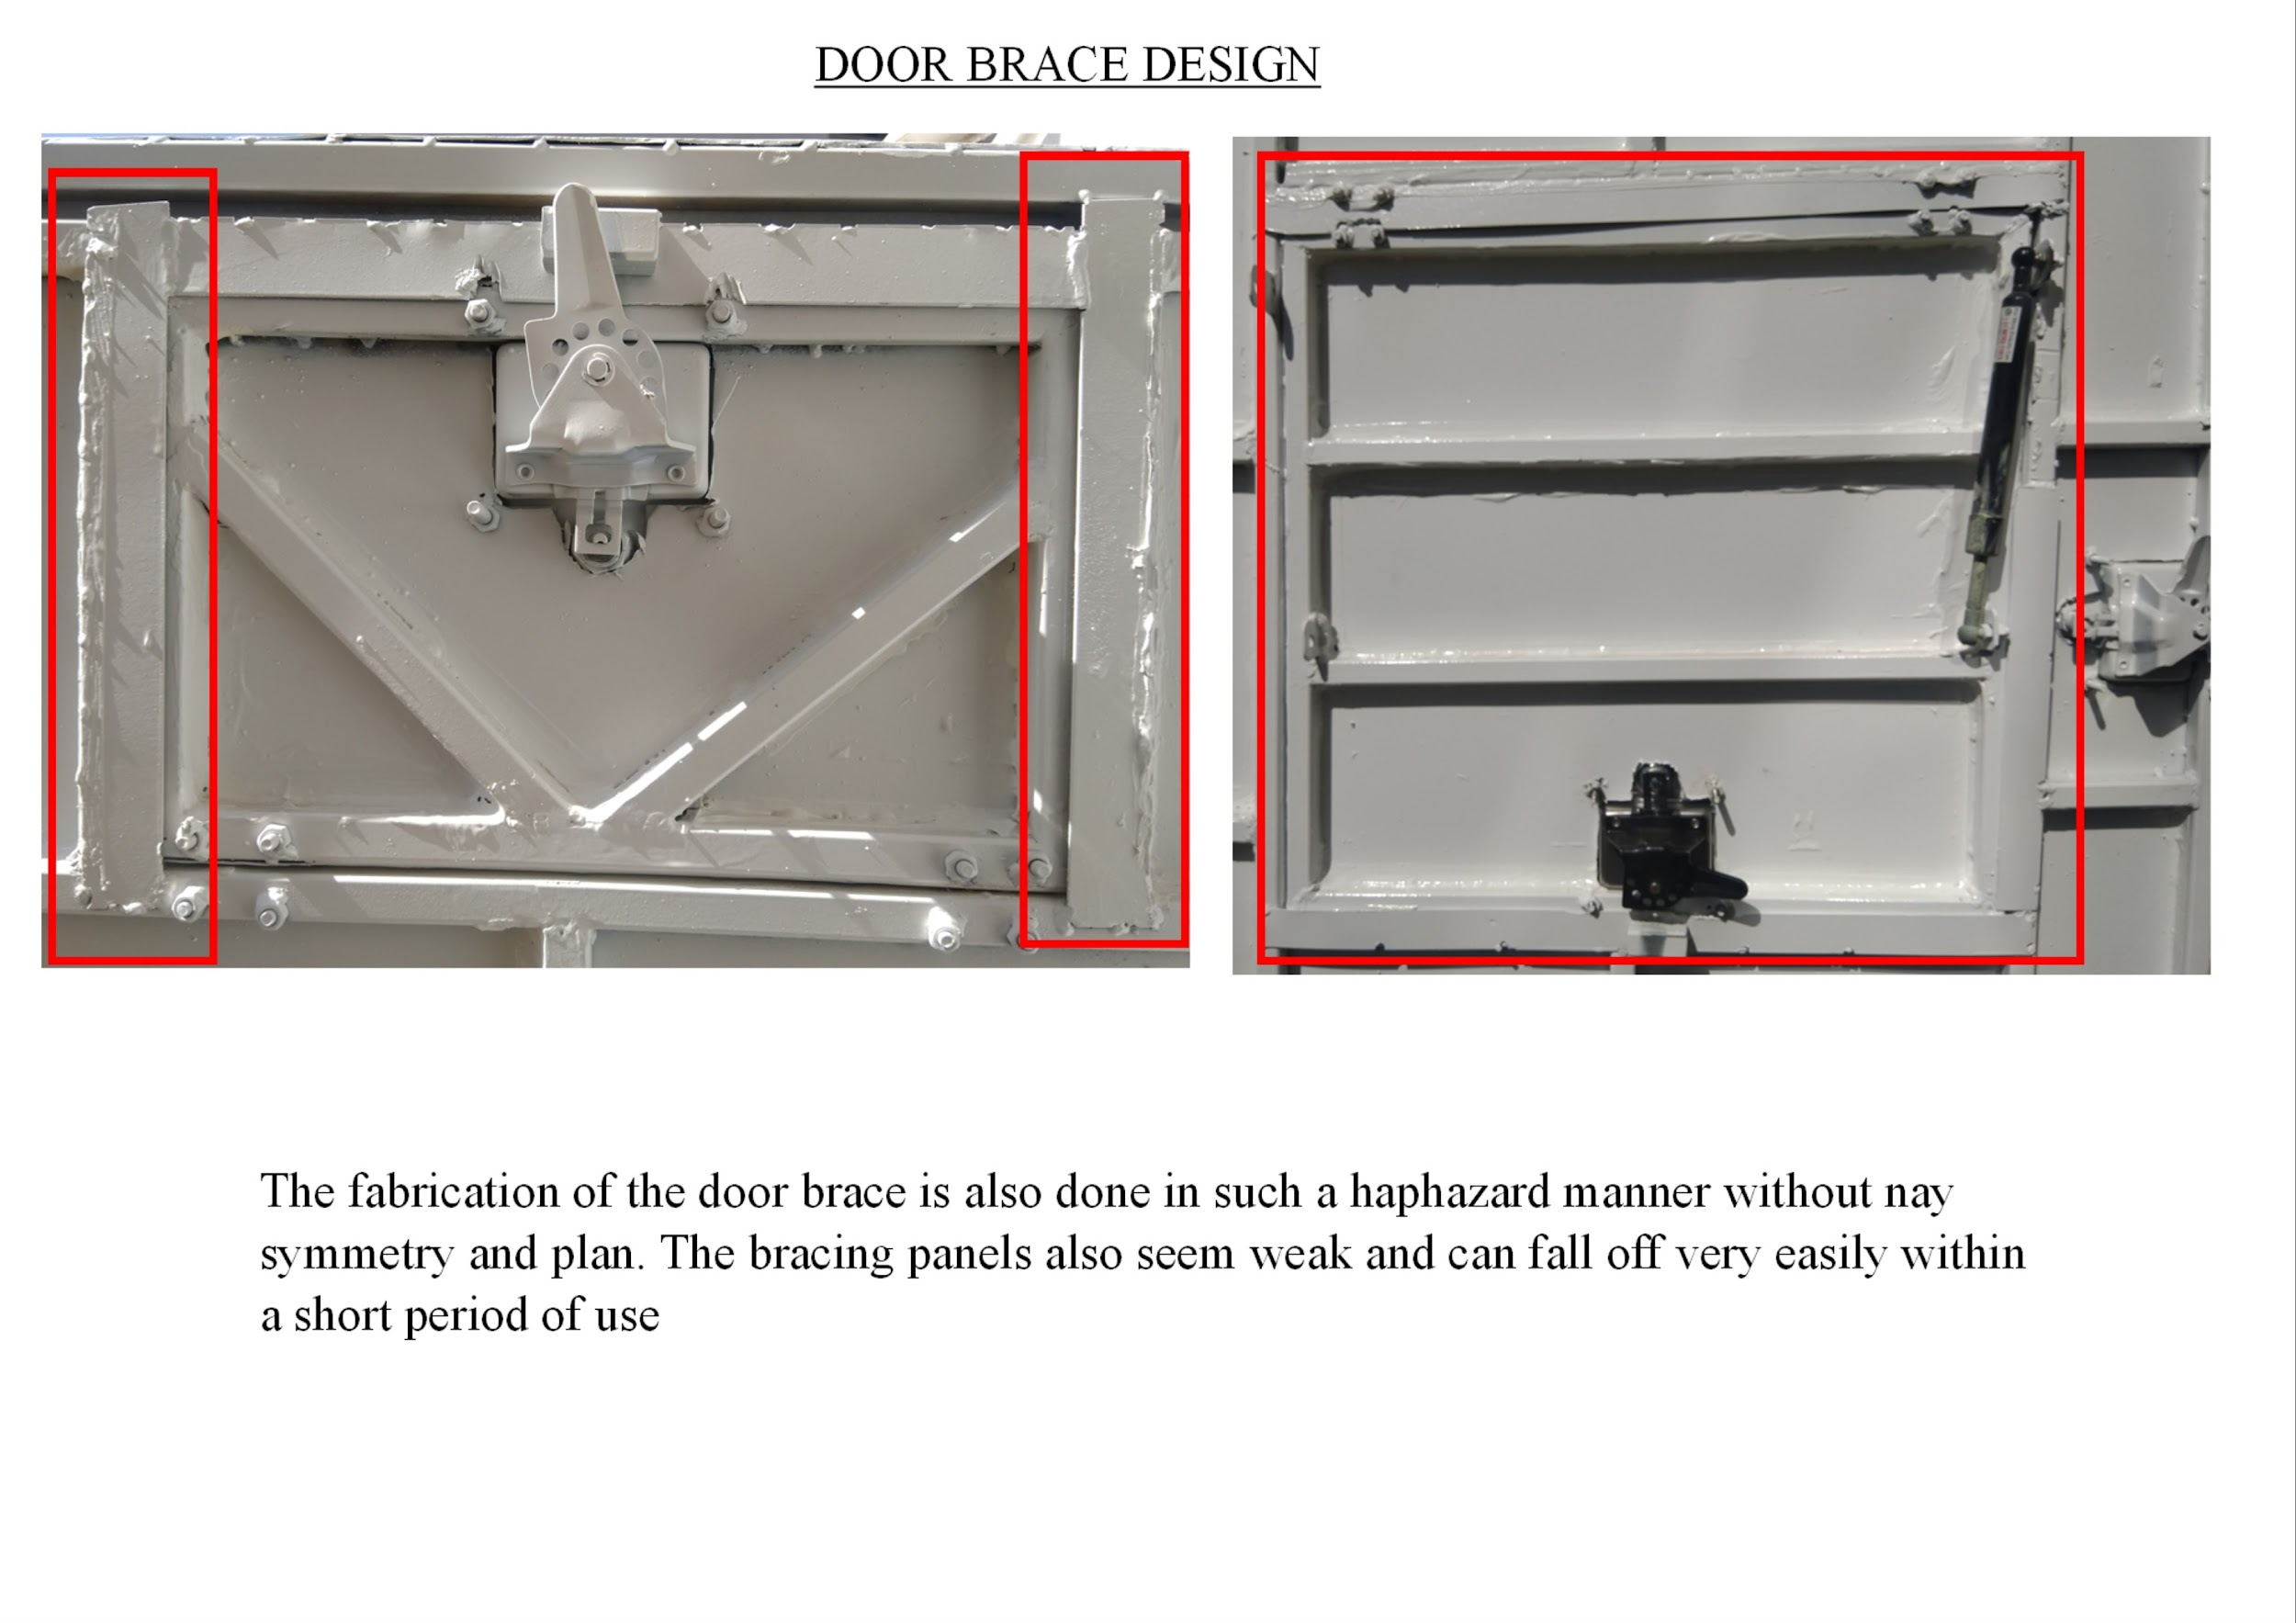 DOOR BRACE DESIGN
The fabrication of the door brace is also done in such a haphazard manner without nay
symmetry and plan. The bracing panels also seem weak and can fall off very easily within
a short period of use